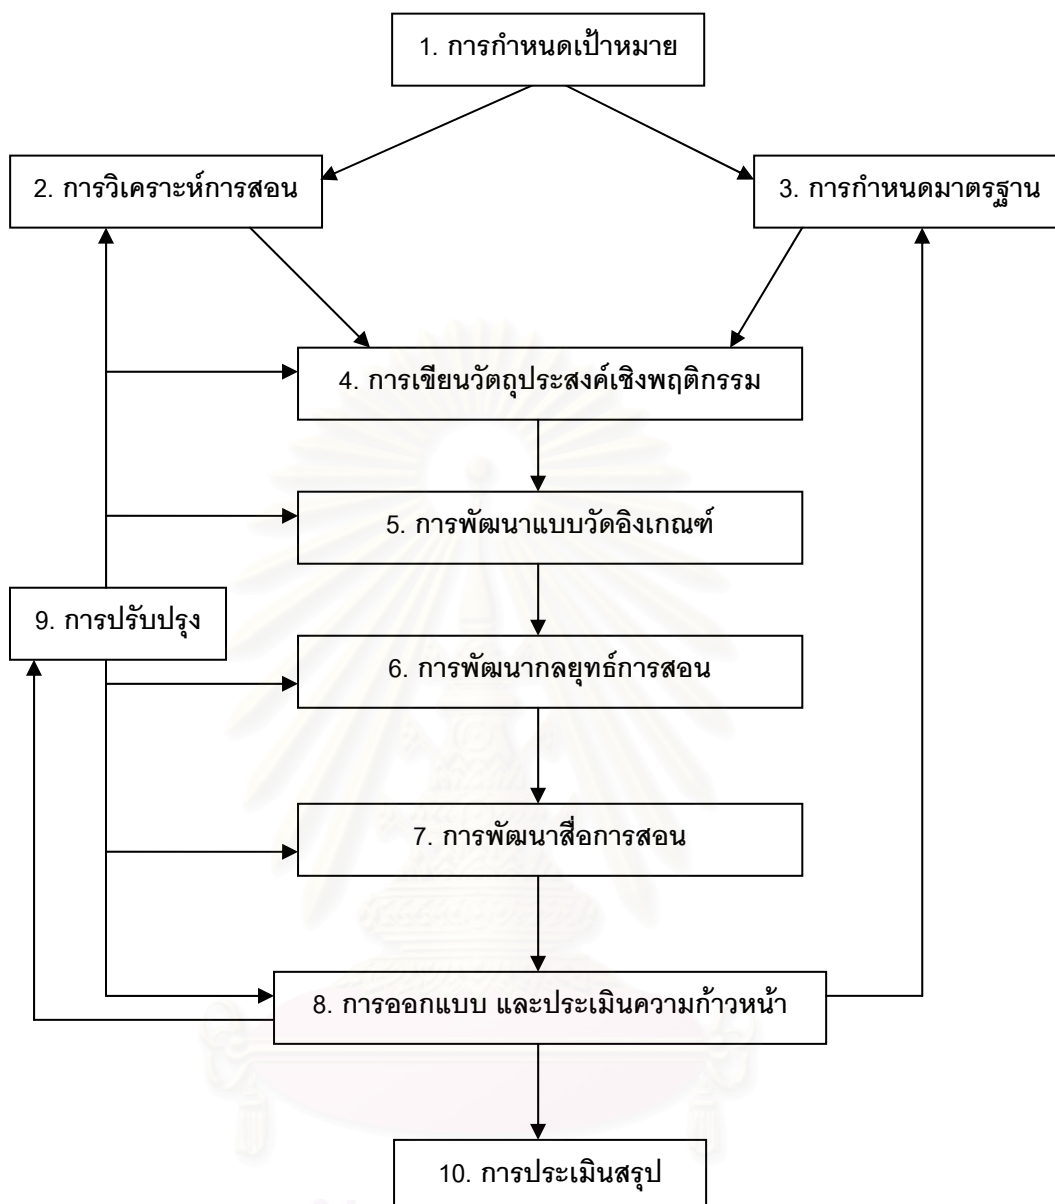 1. การกำหนดเป้าหมาย
2. การวิเคราะห์การสอน
3. การกำหนดมาตรฐาน
4. การเขียนวัตถุประสงค์เชิงพฤติกรรม
5. การพัฒนาแบบวัดอิงเกณฑ์
9. การปรับปรุง
6. การพัฒนากลยุทธ์การสอน
7. การพัฒนาสื่อการสอน
8. การออกแบบ และประเมินความก้าวหน้า
10. การประเมินสรุป